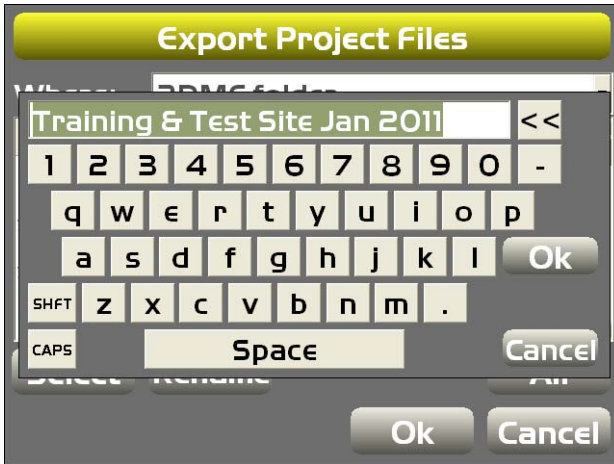 Export Project Files
Training & Test Site Jan 2011 <<
1 2 3 4 5 6 7 8 9 0 -
q w e r t y u i o p
a s d f g h j k l Ok
SHFT z x c v b n m .
CAPS Space Cancel
Ok Cancel